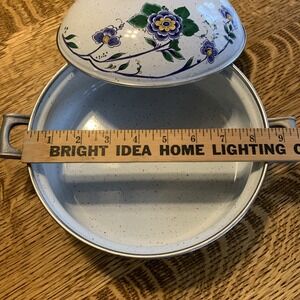 1 2 3 4 5 6 7 8 9
BRIGHT IDEA HOME LIGHTING C